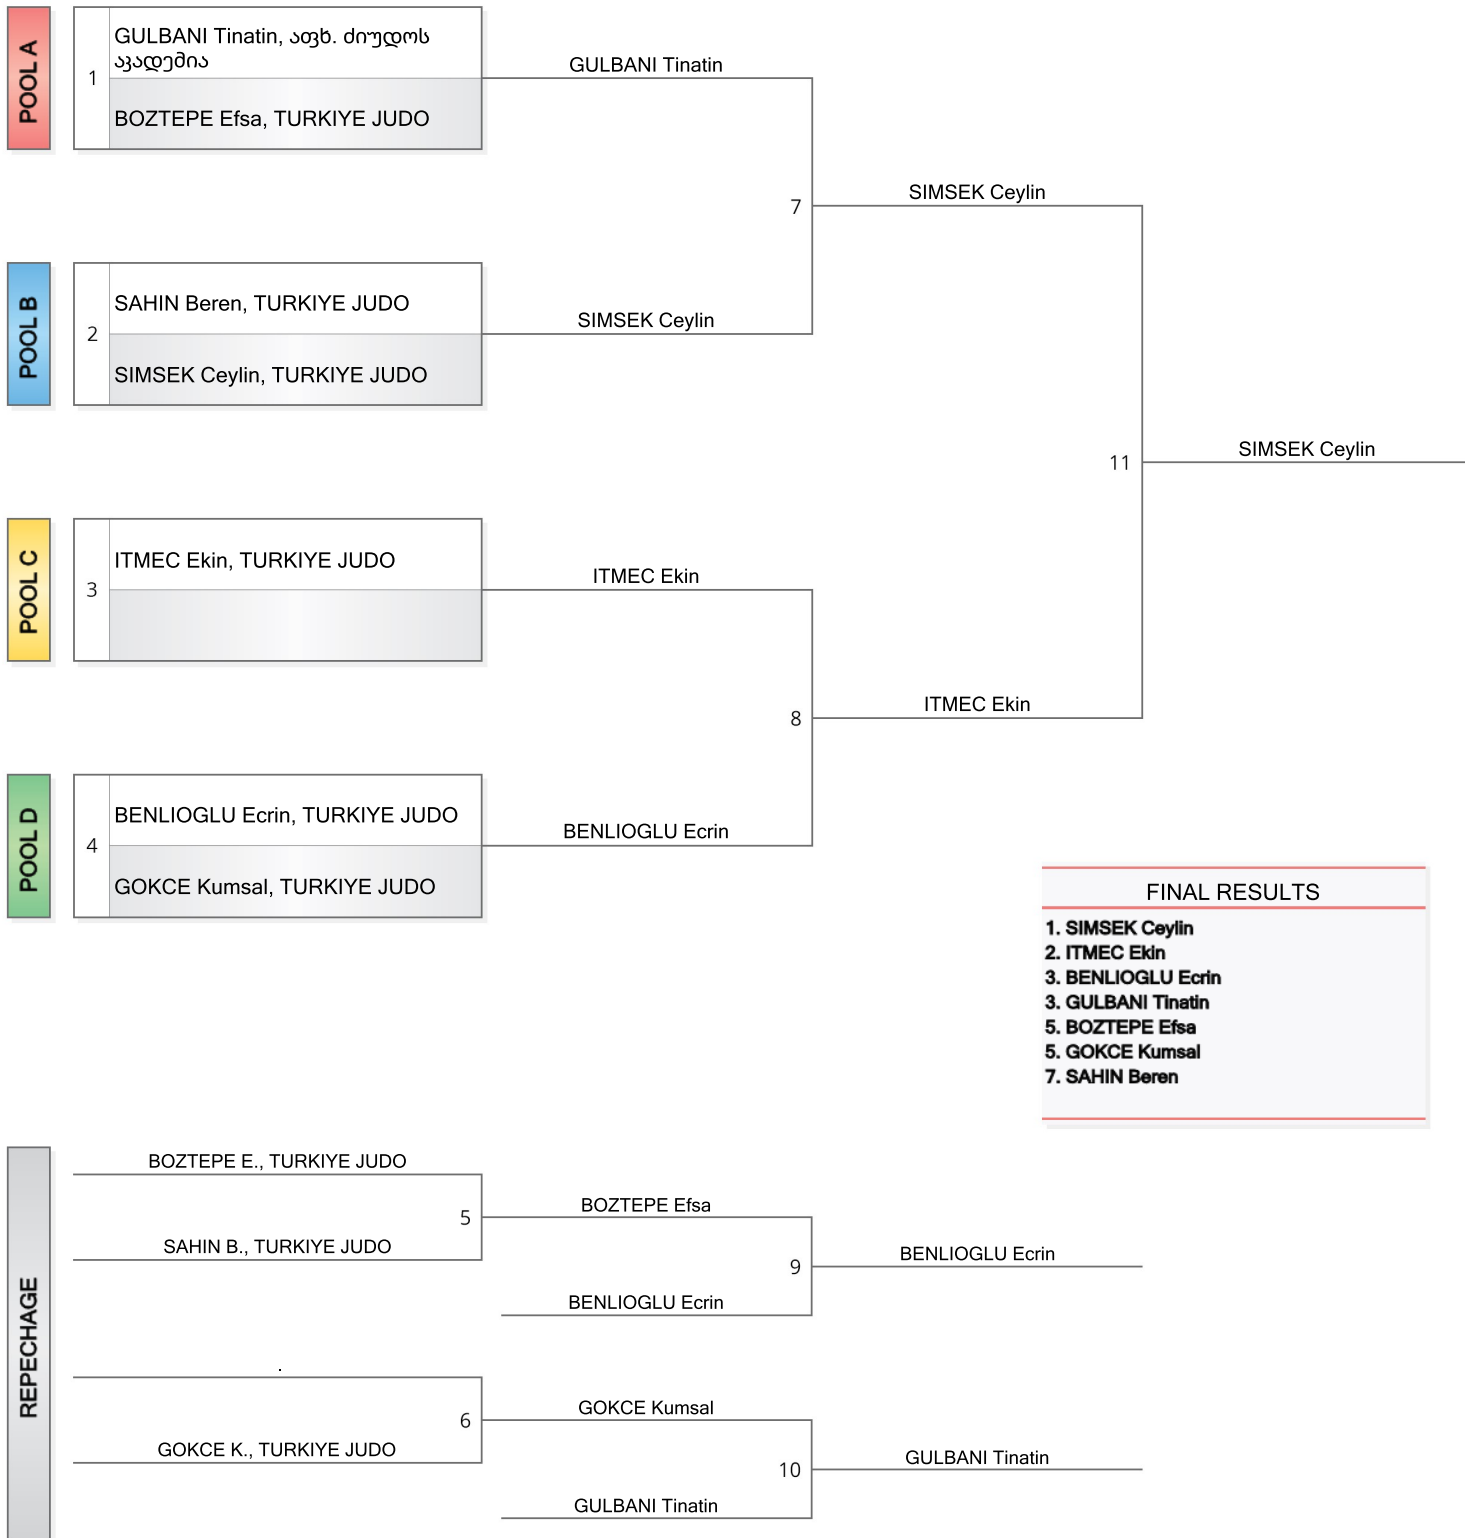 POOL A
1
GULBANI Tinatin, აფხ. ძიუდოს
აკადემია
BOZTEPE Efsa, TURKIYE JUDO
GULBANI Tinatin
7
SIMSEK Ceylin
POOL B
2
SAHIN Beren, TURKIYE JUDO
SIMSEK Ceylin, TURKIYE JUDO
SIMSEK Ceylin
11
SIMSEK Ceylin
POOL C
3
ITMEC Ekin, TURKIYE JUDO
ITMEC Ekin
8
ITMEC Ekin
POOL D
4
BENLIOGLU Ecrin, TURKIYE JUDO
GOKCE Kumsal, TURKIYE JUDO
BENLIOGLU Ecrin
FINAL RESULTS
1. SIMSEK Ceylin
2. ITMEC Ekin
3. BENLIOGLU Ecrin
3. GULBANI Tinatin
5. BOZTEPE Efsa
5. GOKCE Kumsal
7. SAHIN Beren
REPECHAGE
BOZTEPE E., TURKIYE JUDO
5
SAHIN B., TURKIYE JUDO
BOZTEPE Efsa
9
BENLIOGLU Ecrin
BENLIOGLU Ecrin
.
6
GOKCE K., TURKIYE JUDO
GOKCE Kumsal
10
GULBANI Tinatin
GULBANI Tinatin